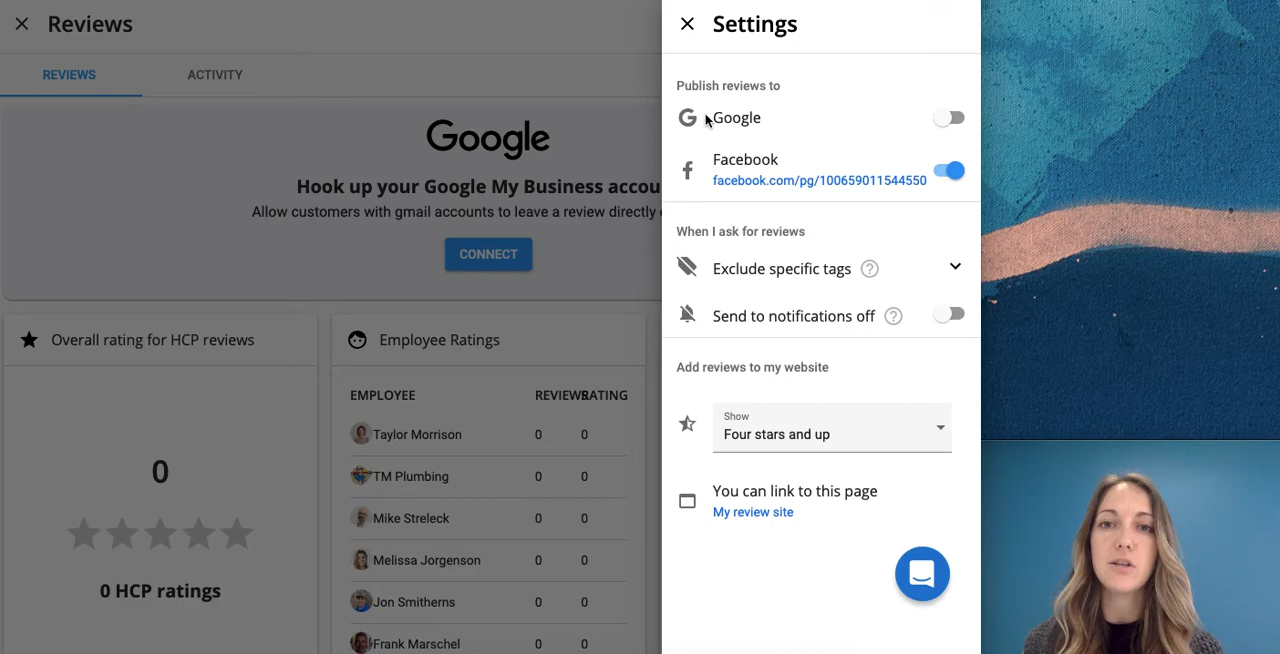 Reviews
REVIEWS
ACTIVITY
Google
Hook up your Google My Business accou
Allow customers with gmail accounts to leave a review directly
CONNECT
Overall rating for HCP reviews
0
0 HCP ratings
Employee Ratings
EMPLOYEE REVIEWS RATING
Taylor Morrison 0 0
TM Plumbing 0 0
Mike Streleck 0 0
Melissa Jorgenson 0 0
Jon Smitherns 0 0
Frank Marschel 0 0
Settings
Publish reviews to
Google
Facebook
facebook.com/pg/100659011544550
When I ask for reviews
Exclude specific tags ?
Send to notifications off ?
Add reviews to my website
Show
Four stars and up
You can link to this page
My review site